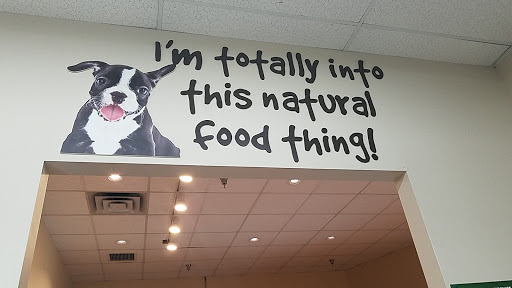 I'm totally into
this natural
food thing!